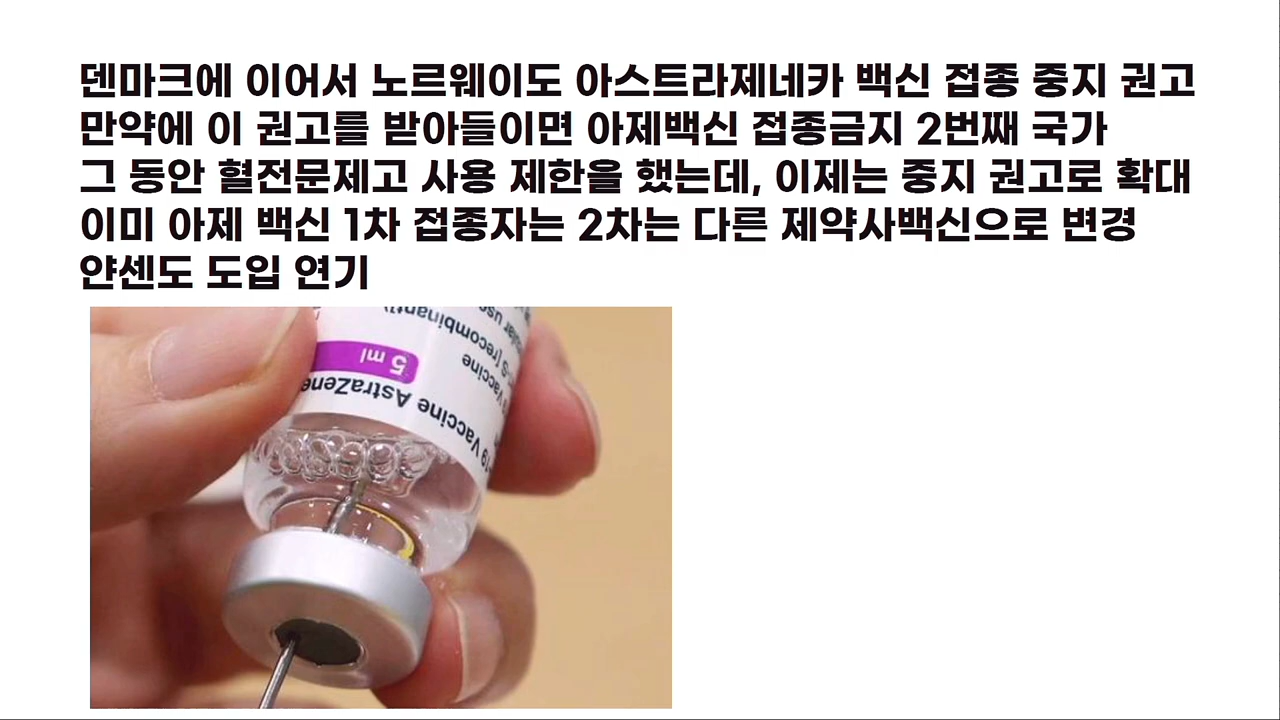 덴마크에 이어서 노르웨이도 아스트라제네카 백신 접종 중지 권고
만약에 이 권고를 받아들이면 아제백신 접종금지 2번째 국가
그 동안 혈전문제고 사용 제한을 했는데, 이제는 중지 권고로 확대
이미 아제 백신 1차 접종자는 2차는 다른 제약사백신으로 변경
얀센도 도입 연기
19 Vaccine AstraZene
5 ml
Vaccine
-S [recombinant])